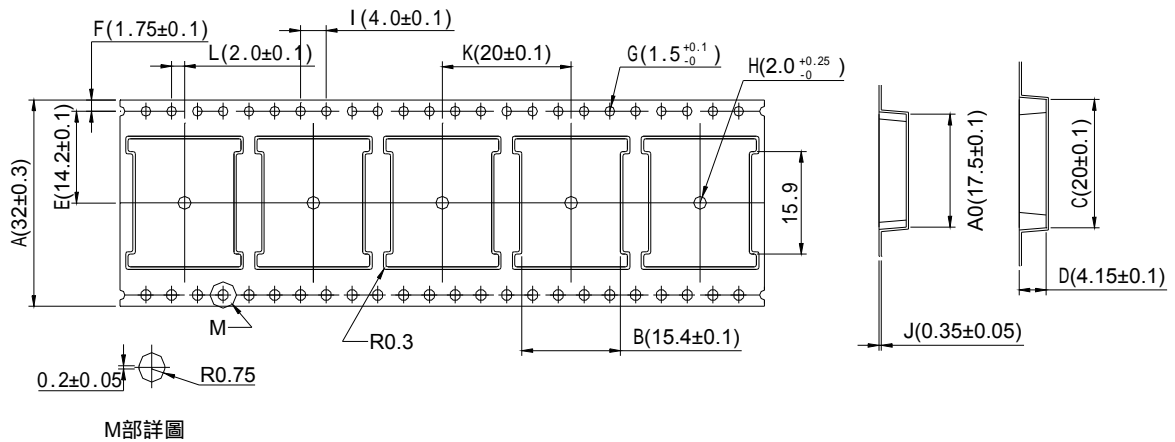 F(1.75±0.1)
I(4.0±0.1)
L(2.0±0.1)
K(20±0.1)
G(1.5 +0.1 -0)
H(2.0 +0.25 -0)
A(32±0.3)
E(14.2±0.1)
15.9
A0(17.5±0.1)
C(20±0.1)
D(4.15±0.1)
J(0.35±0.05)
M
R0.3
B(15.4±0.1)
0.2±0.05
R0.75
M部詳圖